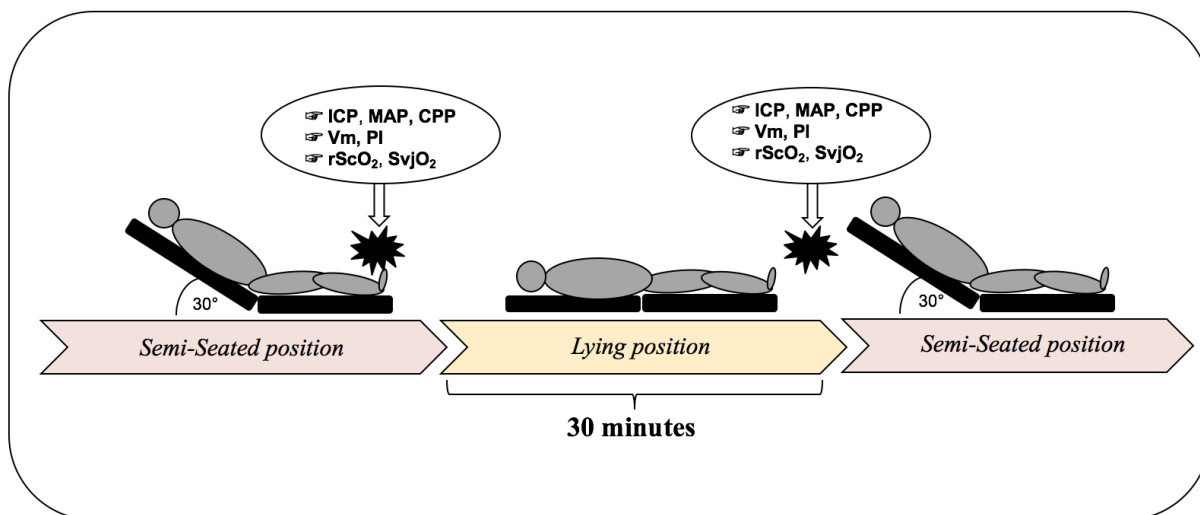 ☞ ICP, MAP, CPP
☞ Vm, PI
☞ rScO₂, SvjO₂
☞ ICP, MAP, CPP
☞ Vm, PI
☞ rScO₂, SvjO₂
30°
30°
Semi-Seated position
Lying position
Semi-Seated position
30 minutes